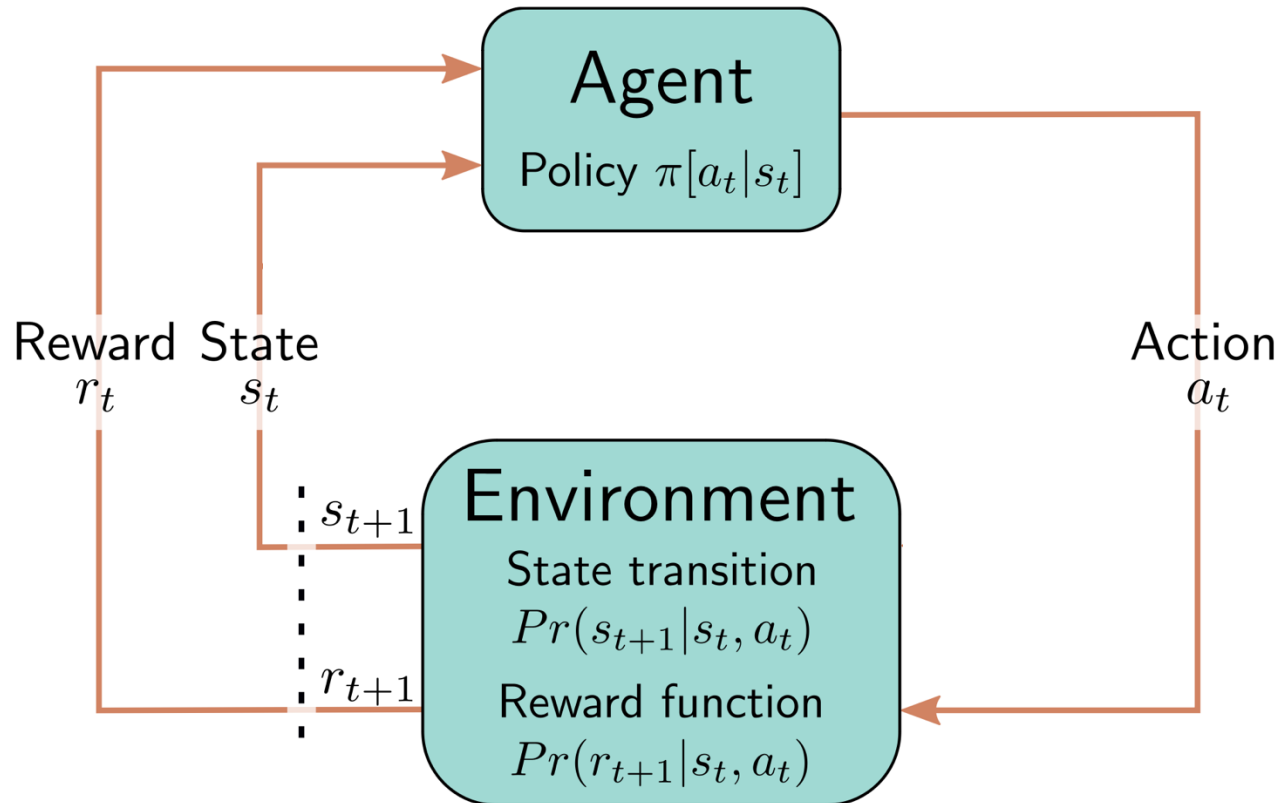 Agent
Policy π[a_t|s_t]
Reward State Action
r_t s_t a_t
s_{t+1}
r_{t+1}
Environment
State transition
Pr(s_{t+1}|s_t, a_t)
Reward function
Pr(r_{t+1}|s_t, a_t)